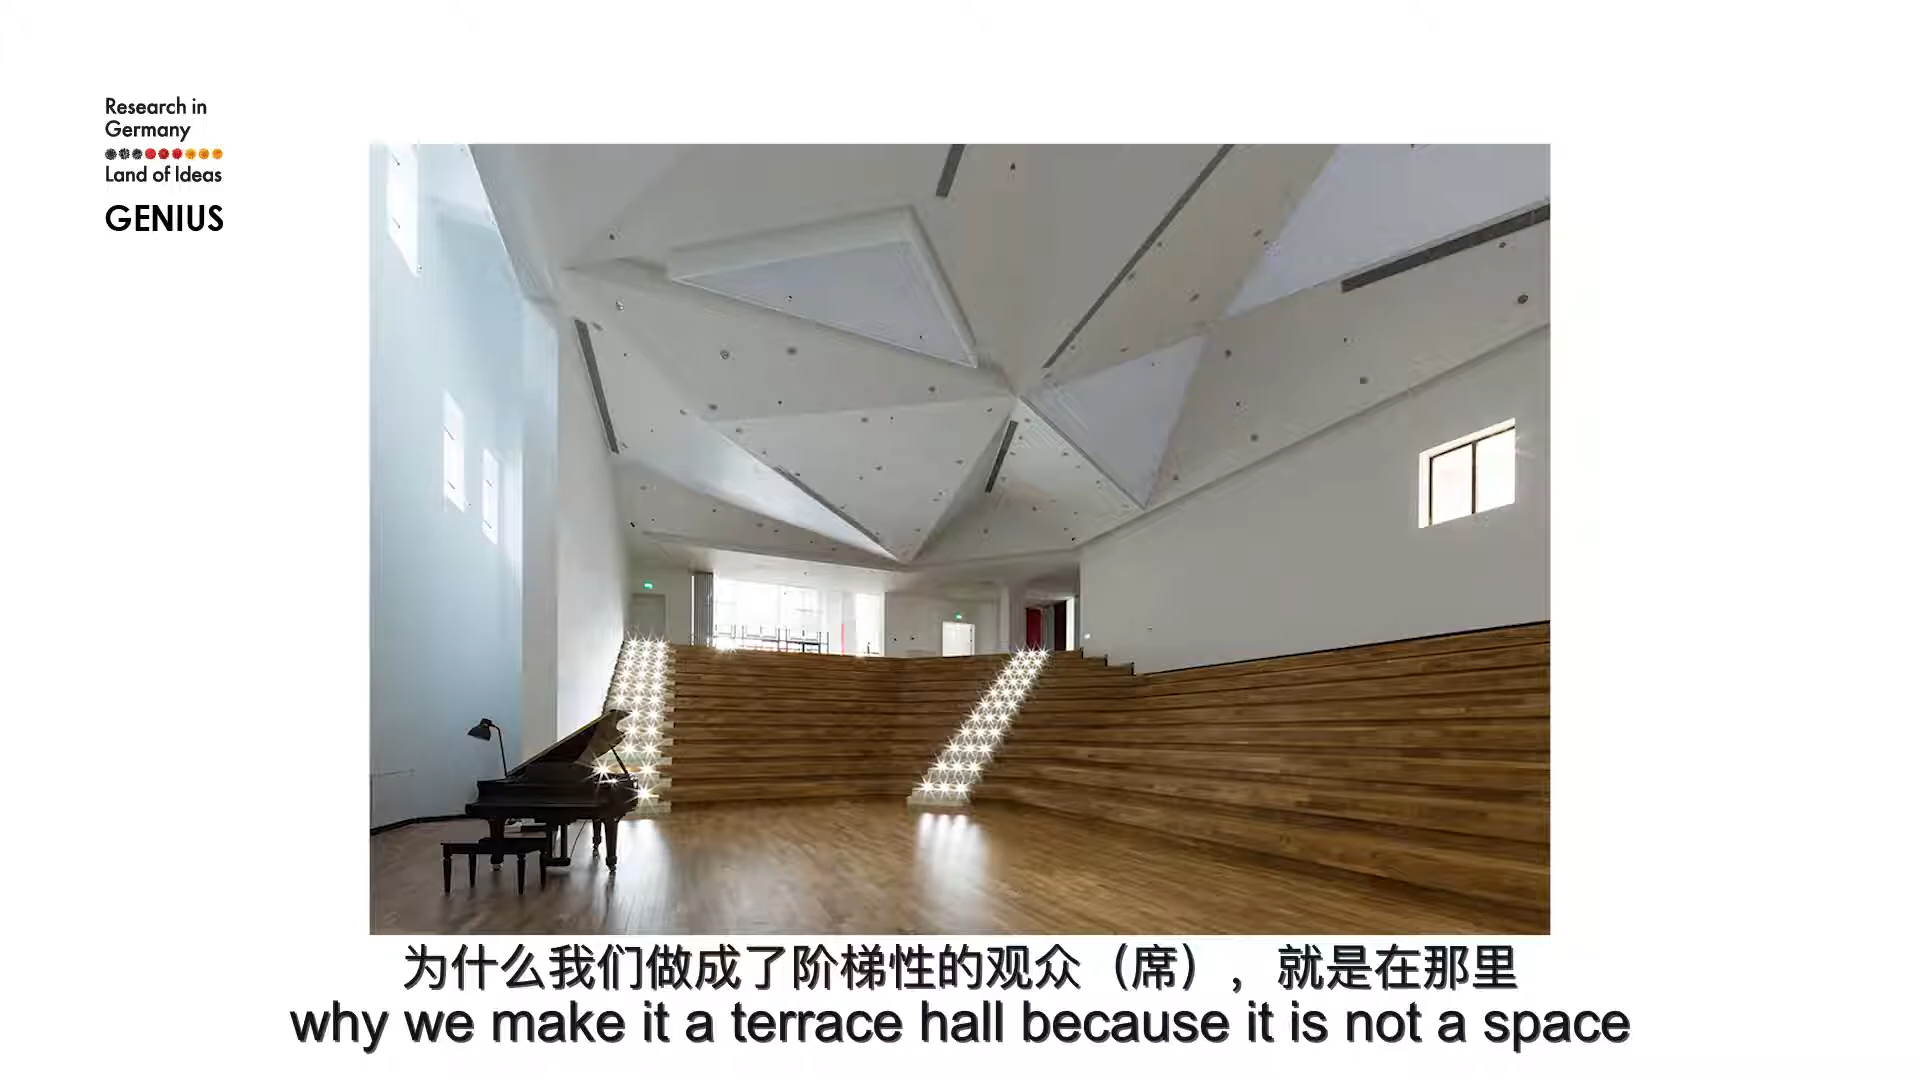 Research in
Germany
Land of Ideas
GENIUS
为什么我们做成了阶梯性的观众（席），就是在那里
why we make it a terrace hall because it is not a space